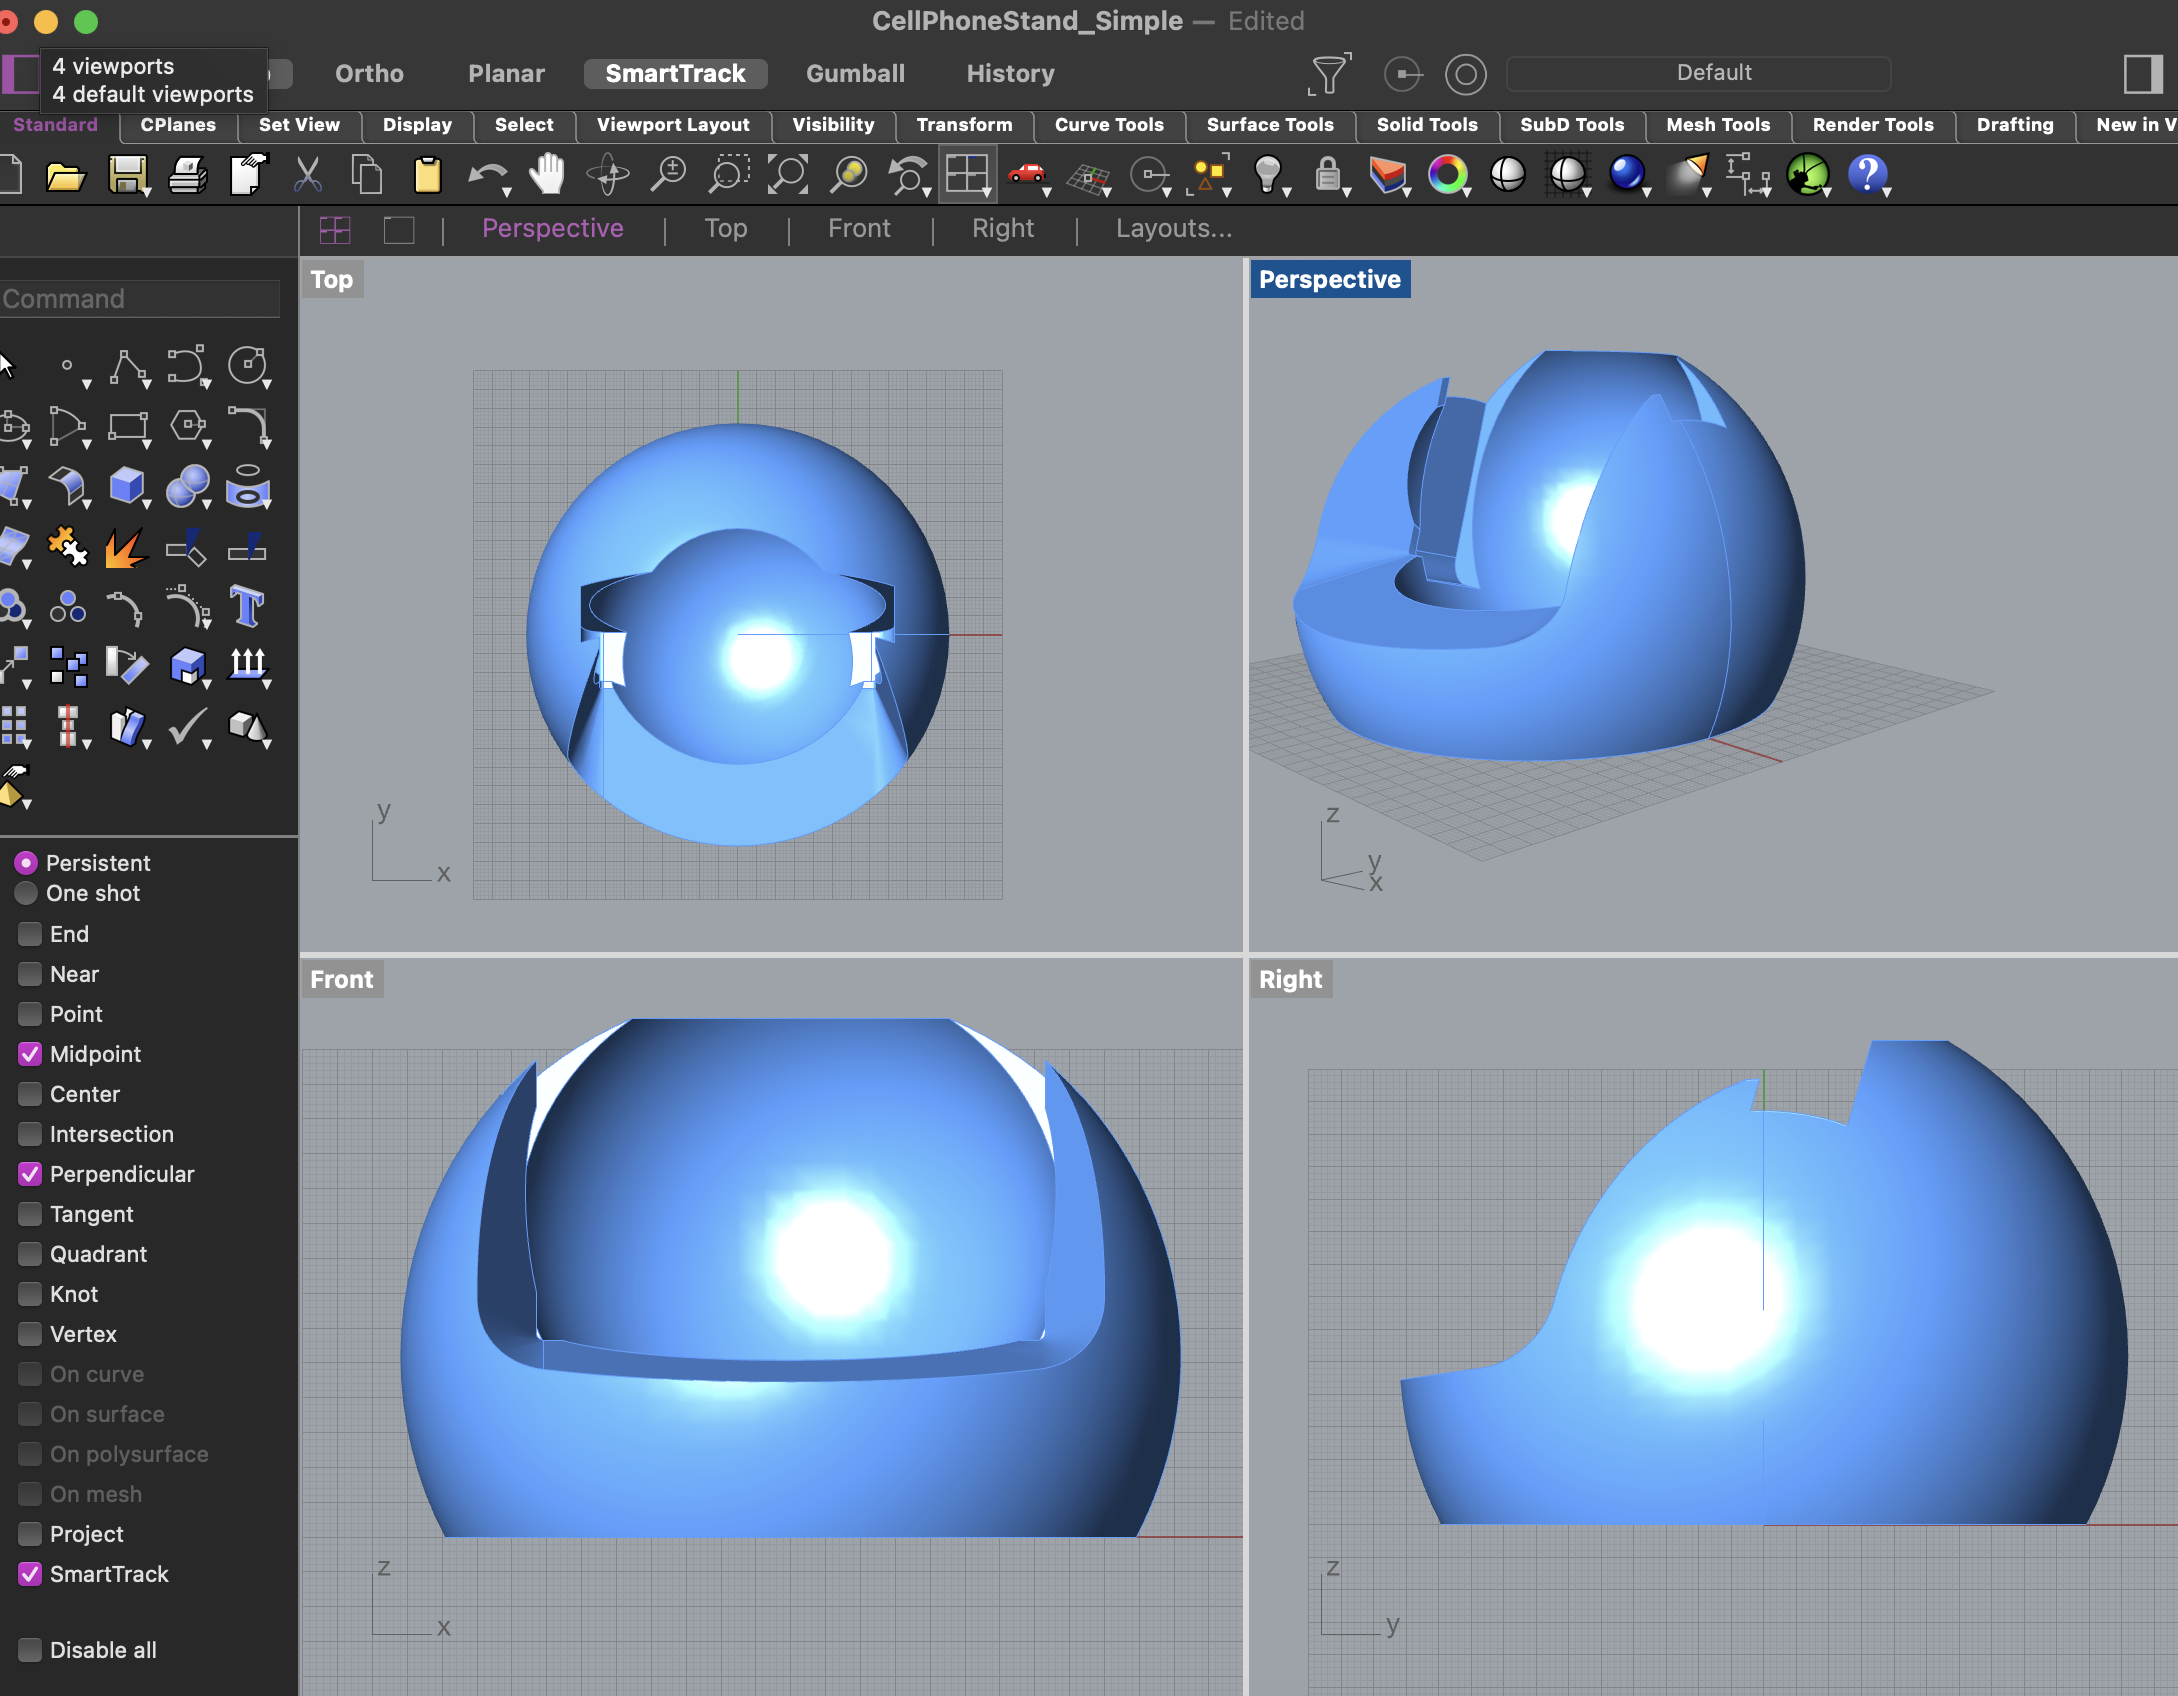 CellPhoneStand_Simple — Edited
4 viewports
4 default viewports
Ortho
Planar
SmartTrack
Gumball
History
Default
Standard
CPlanes
Set View
Display
Select
Viewport Layout
Visibility
Transform
Curve Tools
Surface Tools
Solid Tools
SubD Tools
Mesh Tools
Render Tools
Drafting
New in V
Perspective
Top
Front
Right
Layouts...
Command
Top
y
x
Perspective
z
y
x
Persistent
One shot
End
Near
Point
Midpoint
Center
Intersection
Perpendicular
Tangent
Quadrant
Knot
Vertex
On curve
On surface
On polysurface
On mesh
Project
SmartTrack
Disable all
Front
z
x
Right
z
y